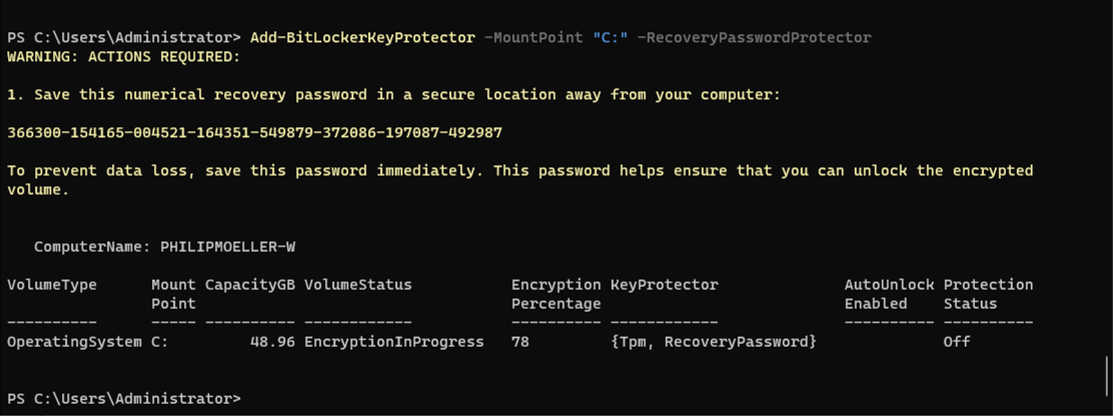 PS C:\Users\Administrator> Add-BitLockerKeyProtector -MountPoint "C:" -RecoveryPasswordProtector
WARNING: ACTIONS REQUIRED:
1. Save this numerical recovery password in a secure location away from your computer:
366300-154165-004521-164351-549879-372086-197087-492987
To prevent data loss, save this password immediately. This password helps ensure that you can unlock the encrypted
volume.
ComputerName: PHILIPMOELLER-W
VolumeType Mount CapacityGB VolumeStatus Encryption KeyProtector AutoUnlock Protection
Point Percentage Enabled Status
---------- ----- ---------- ------------ ---------- ------------ ---------- ----------
OperatingSystem C: 48.96 EncryptionInProgress 78 {Tpm, RecoveryPassword} Off
PS C:\Users\Administrator>